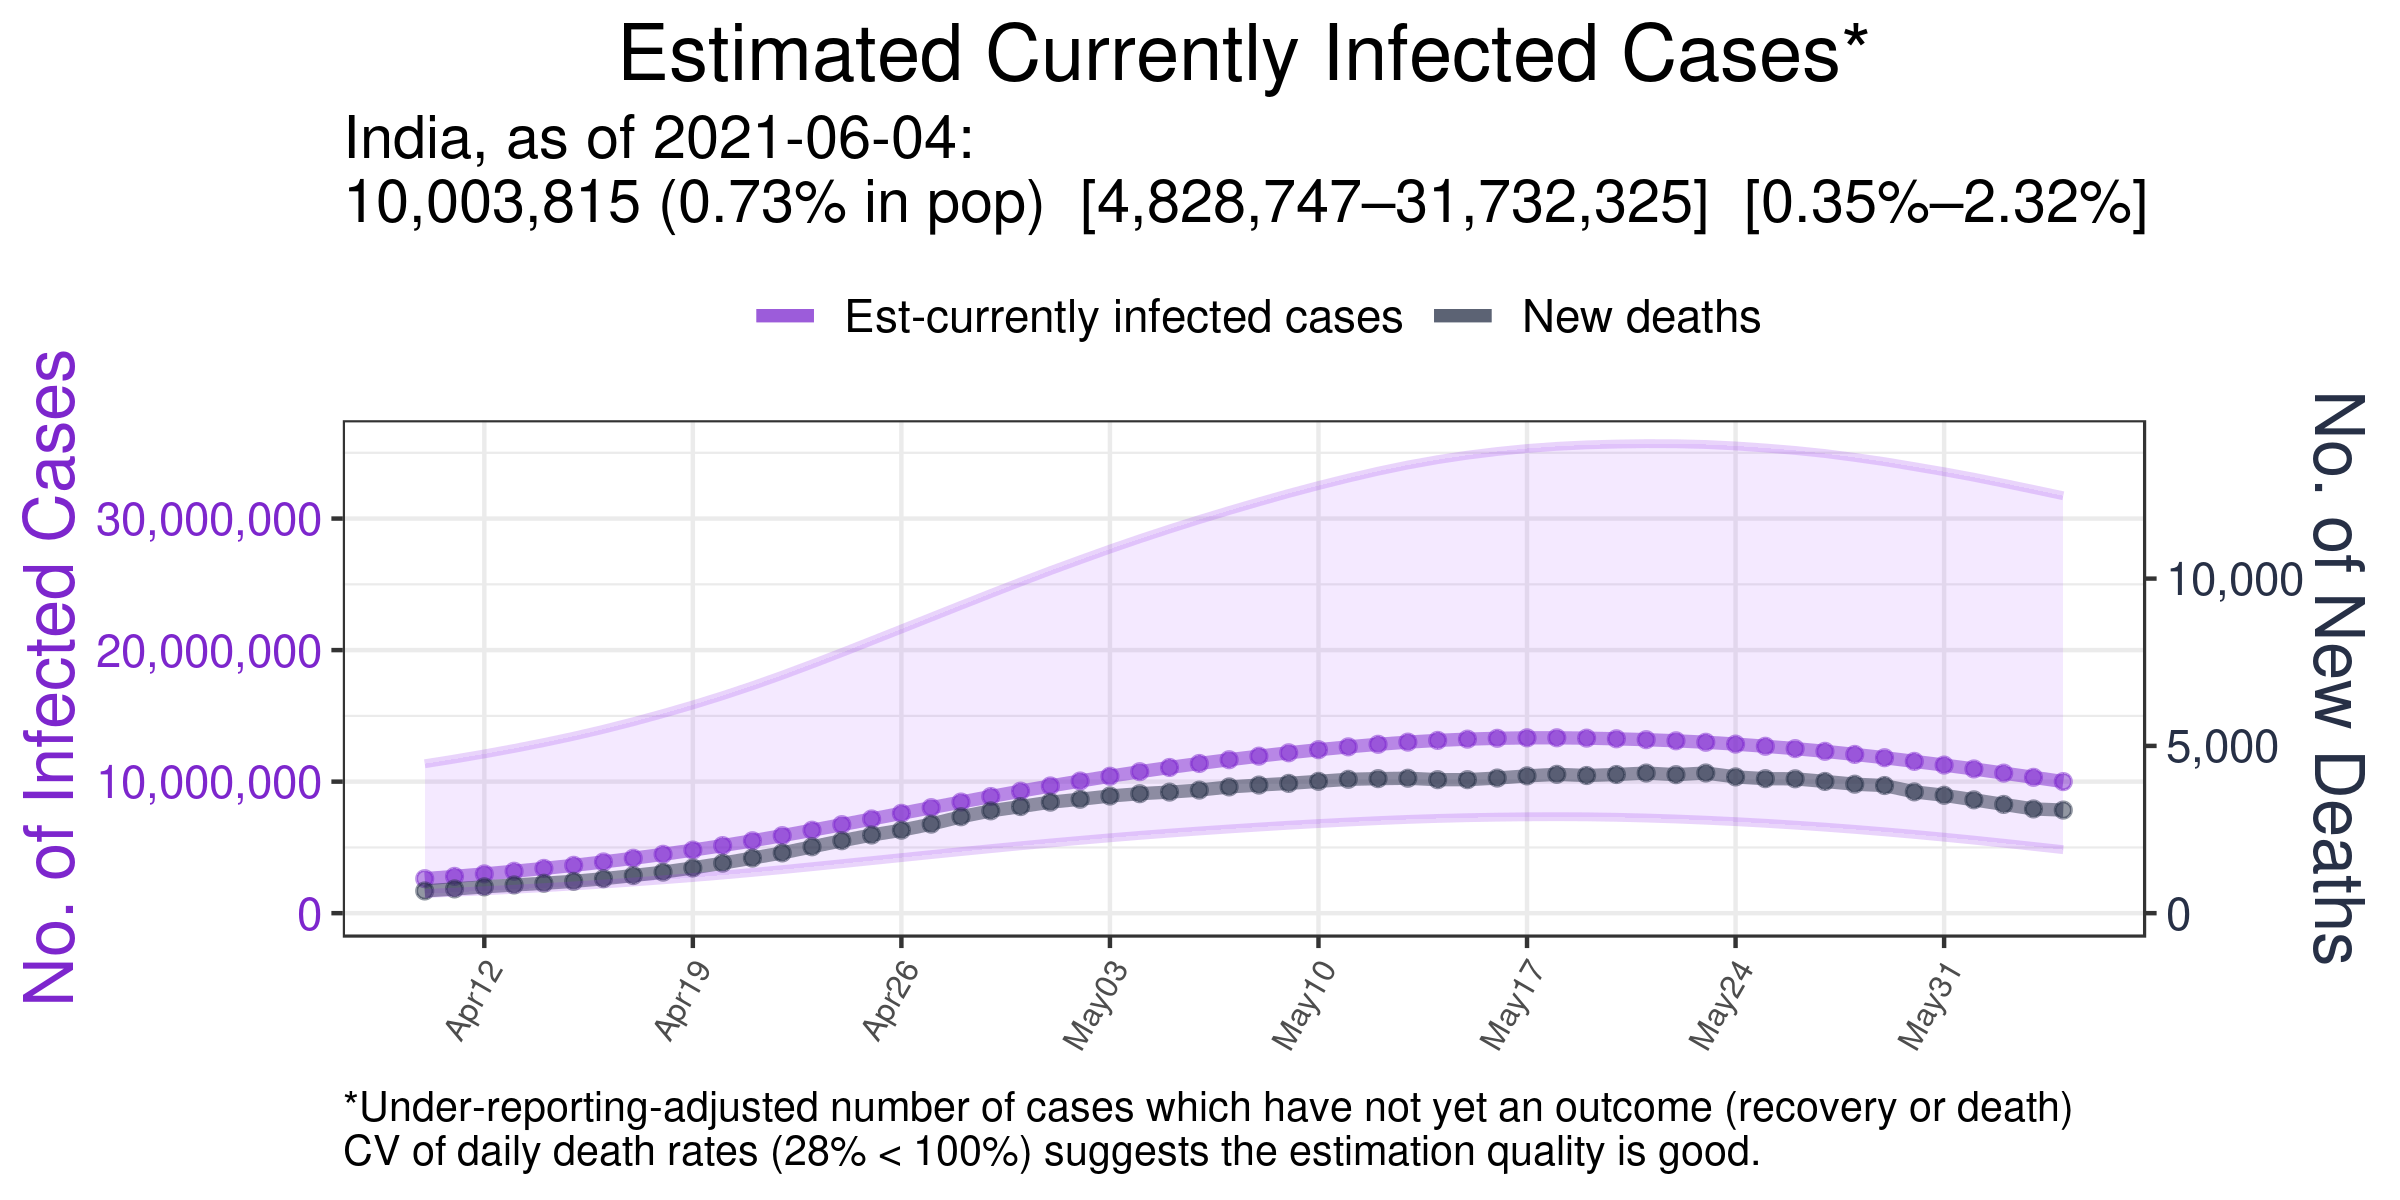 Estimated Currently Infected Cases*
India, as of 2021-06-04:
10,003,815 (0.73% in pop)  [4,828,747–31,732,325]  [0.35%–2.32%]
Est-currently infected cases
New deaths
No. of Infected Cases
30,000,000
20,000,000
10,000,000
0
10,000
5,000
0
No. of New Deaths
Apr12
Apr19
Apr26
May03
May10
May17
May24
May31
*Under-reporting-adjusted number of cases which have not yet an outcome (recovery or death)
CV of daily death rates (28% < 100%) suggests the estimation quality is good.